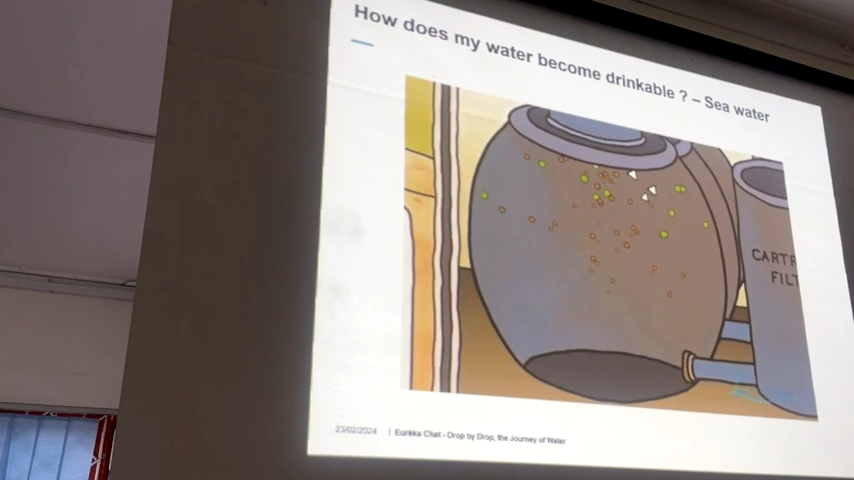 How does my water become drinkable ? – Sea water
CARTR
FILT
23/02/2024 | Eurêka Chat - Drop by Drop, the Journey of Water